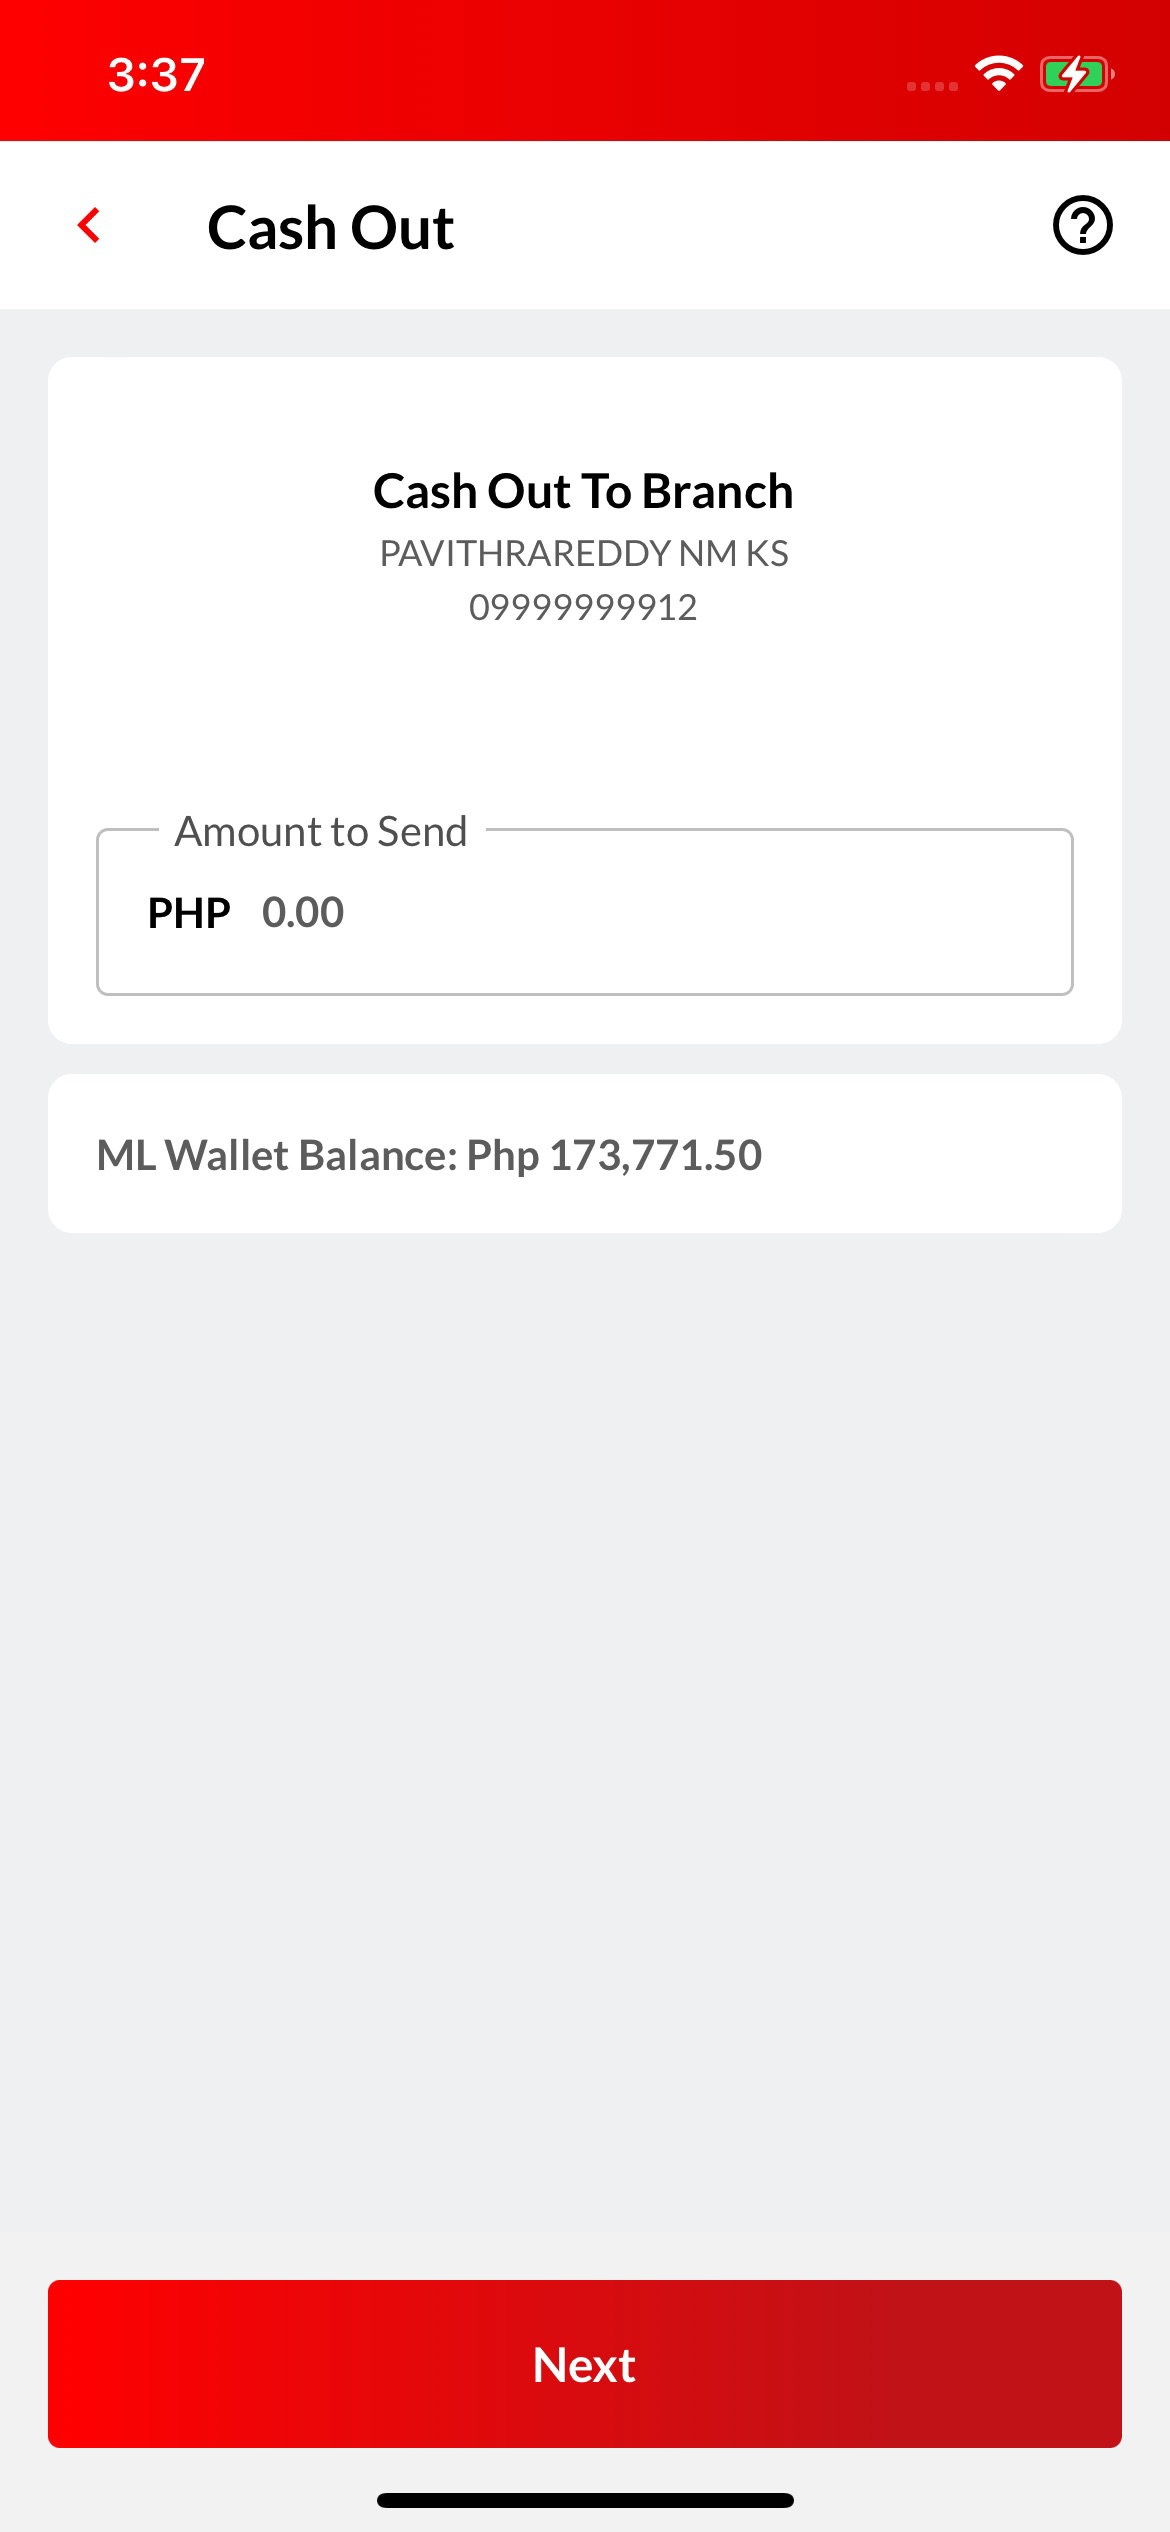 3:37
Cash Out
Cash Out To Branch
PAVITHRAREDDY NM KS
09999999912
Amount to Send
PHP 0.00
ML Wallet Balance: Php 173,771.50
Next